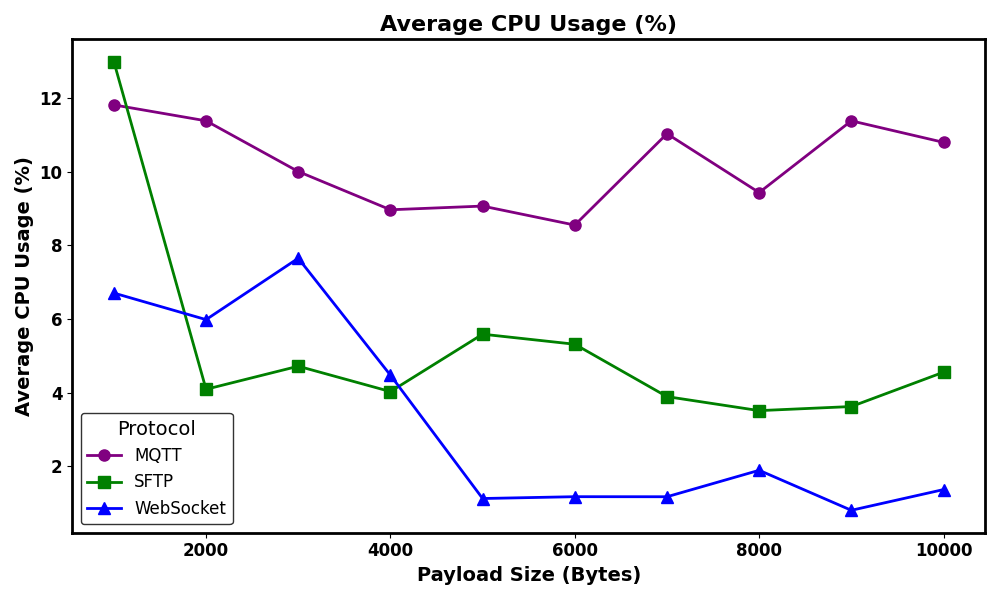 Average CPU Usage (%)
Average CPU Usage (%)
12
10
8
6
4
2
Protocol
MQTT
SFTP
WebSocket
2000 4000 6000 8000 10000
Payload Size (Bytes)